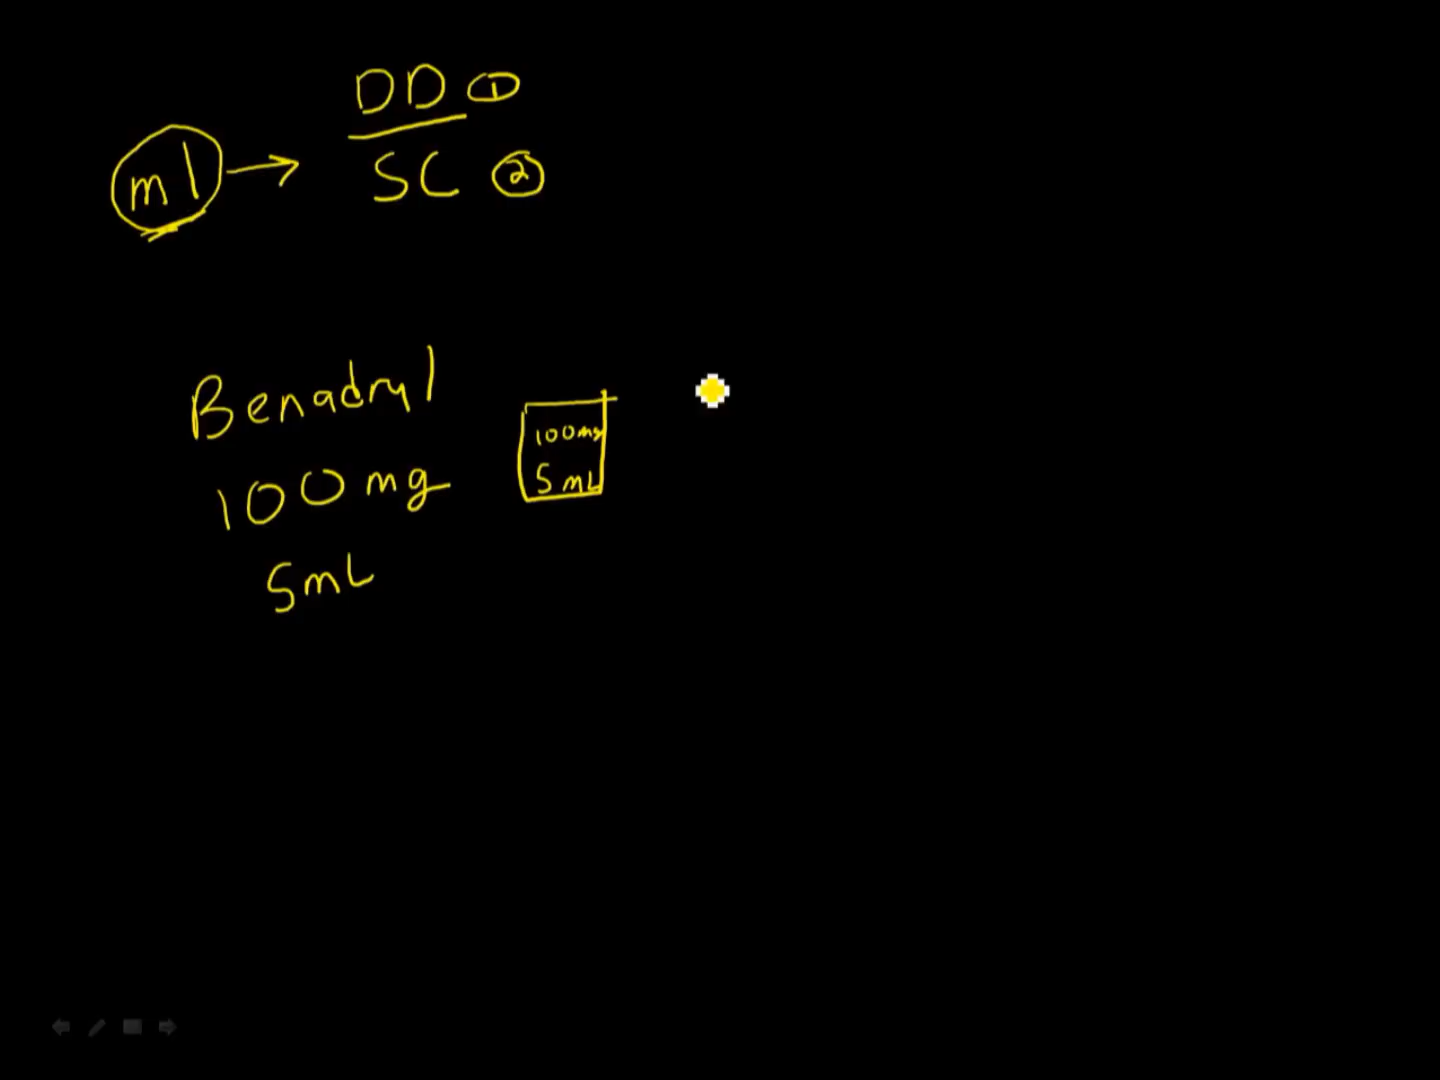 DD ①
ml → SC ②
Benadryl
100mg
5mL
100mg
5mL